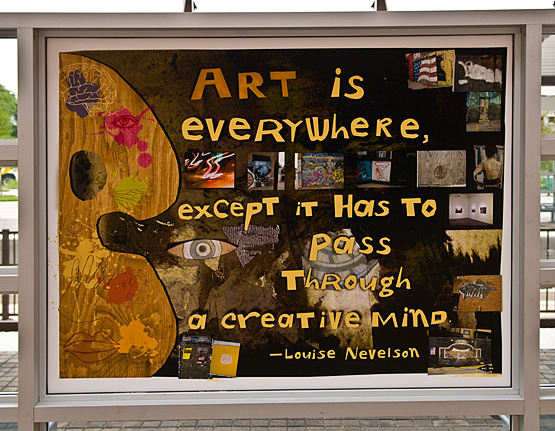 ART is
everywhere,
except it Has to
pass
Through
a creative mind.
—Louise Nevelson